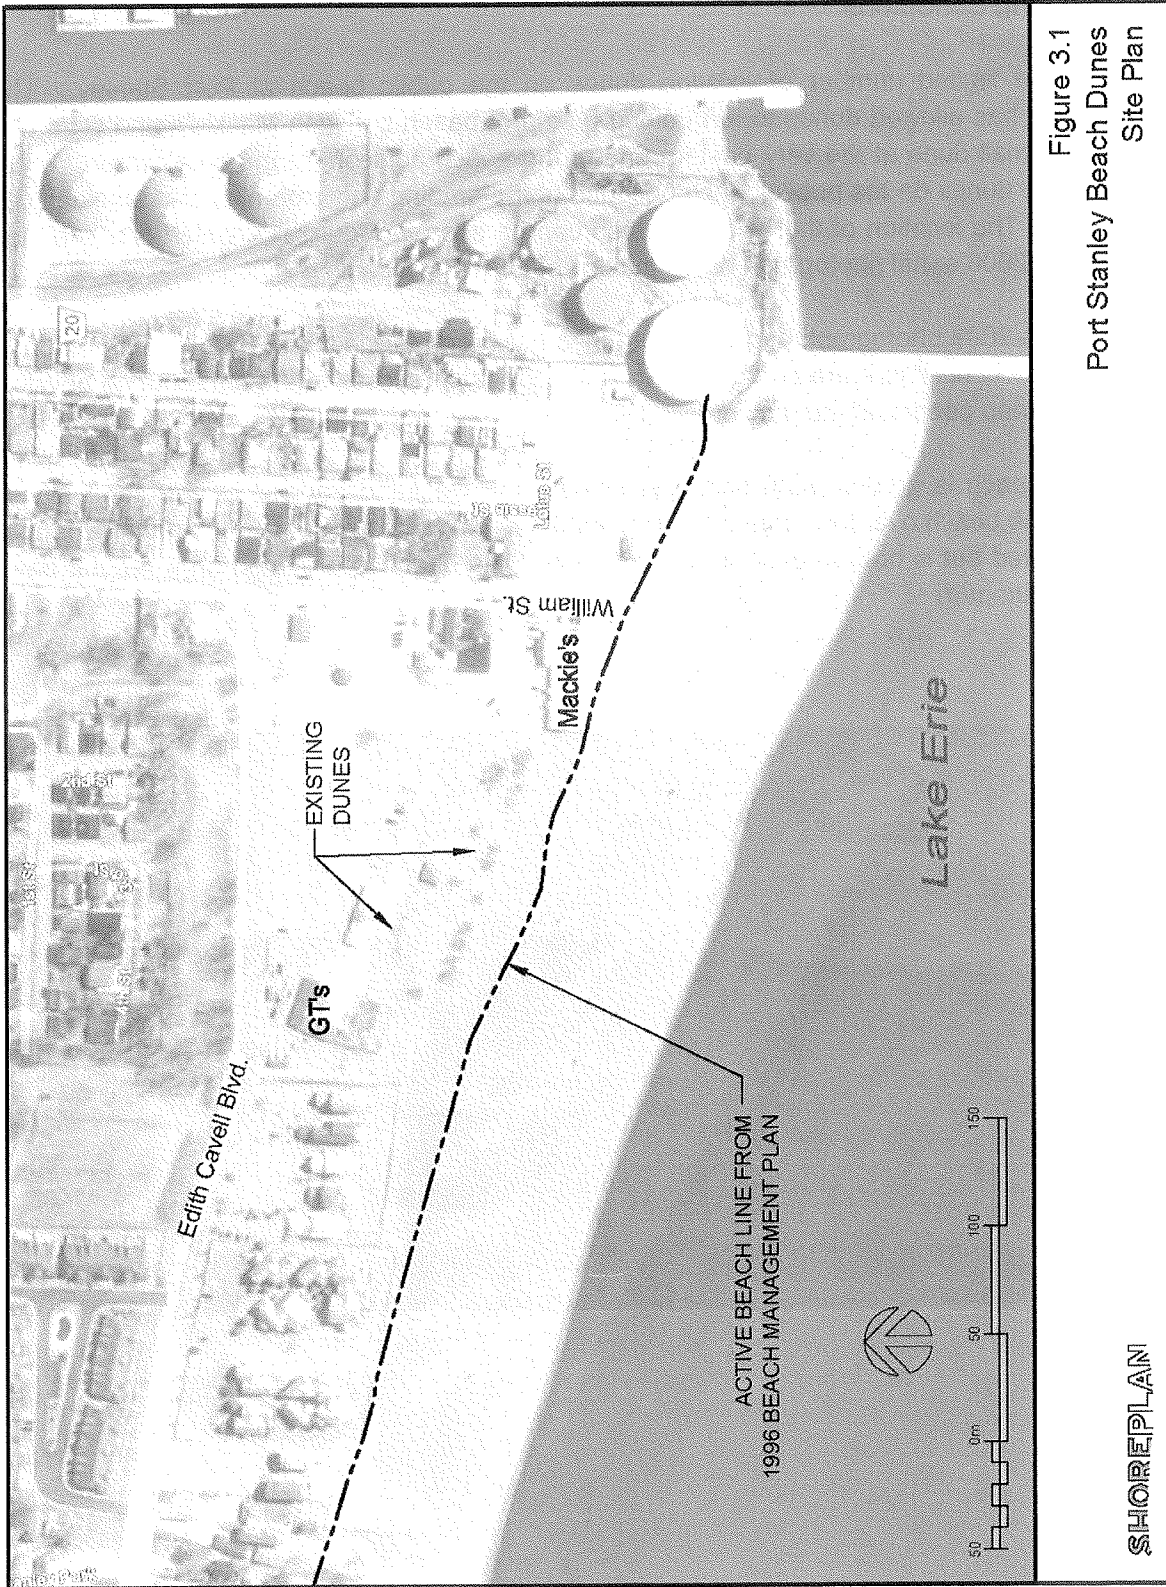 20
Lotus St
William St.
Mackie's
2nd St
1st St
EXISTING
DUNES
GT's
Edith Cavell Blvd.
ACTIVE BEACH LINE FROM
1996 BEACH MANAGEMENT PLAN
Lake Erie
50
0m
50
100
150
Figure 3.1
Port Stanley Beach Dunes
Site Plan
SHOREPLAN